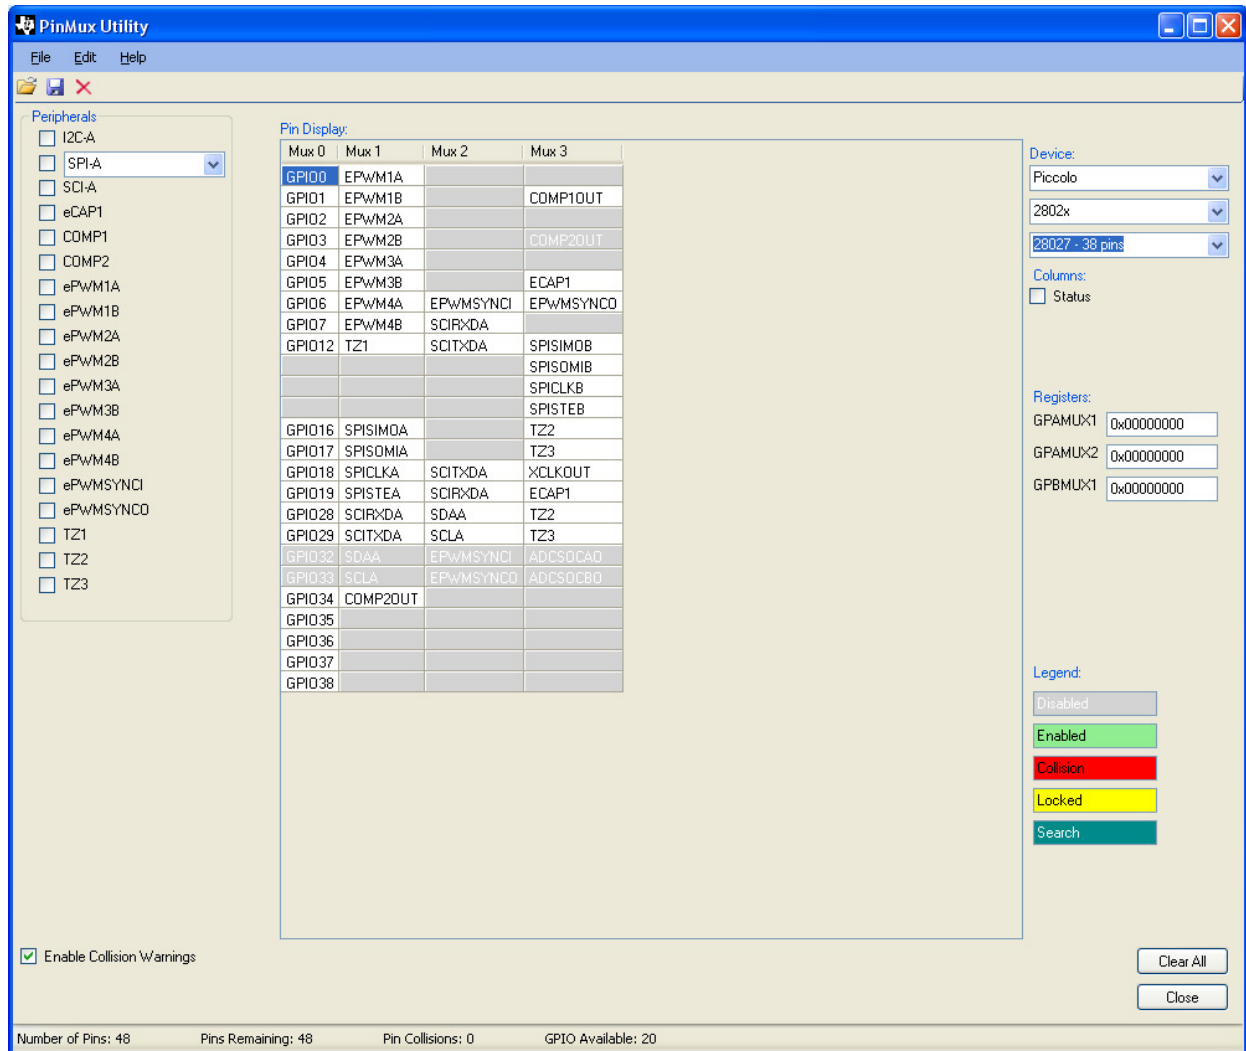 PinMux Utility
File Edit Help
Peripherals
I2C-A
SPI-A
SCI-A
eCAP1
COMP1
COMP2
ePWM1A
ePWM1B
ePWM2A
ePWM2B
ePWM3A
ePWM3B
ePWM4A
ePWM4B
ePWMSYNCI
ePWMSYNCO
TZ1
TZ2
TZ3
Enable Collision Warnings
Pin Display:
Mux 0 Mux 1 Mux 2 Mux 3
GPIO0 EPWM1A
GPIO1 EPWM1B COMP1OUT
GPIO2 EPWM2A
GPIO3 EPWM2B COMP2OUT
GPIO4 EPWM3A
GPIO5 EPWM3B ECAP1
GPIO6 EPWM4A EPWMSYNCI EPWMSYNCO
GPIO7 EPWM4B SCIRXDA
GPIO12 TZ1 SCITXDA SPISIMOB
SPISOMIB
SPICLKB
SPISTEB
GPIO16 SPISIMOA TZ2
GPIO17 SPISOMIA TZ3
GPIO18 SPICLKA SCITXDA XCLKOUT
GPIO19 SPISTEA SCIRXDA ECAP1
GPIO28 SCIRXDA SDAA TZ2
GPIO29 SCITXDA SCLA TZ3
GPIO32 SDAA EPWMSYNCI ADCSOCAO
GPIO33 SCLA EPWMSYNCO ADCSOCBO
GPIO34 COMP2OUT
GPIO35
GPIO36
GPIO37
GPIO38
Device:
Piccolo
2802x
28027 - 38 pins
Columns:
Status
Registers:
GPAMUX1 0x00000000
GPAMUX2 0x00000000
GPBMUX1 0x00000000
Legend:
Disabled
Enabled
Collision
Locked
Search
Clear All
Close
Number of Pins: 48 Pins Remaining: 48 Pin Collisions: 0 GPIO Available: 20